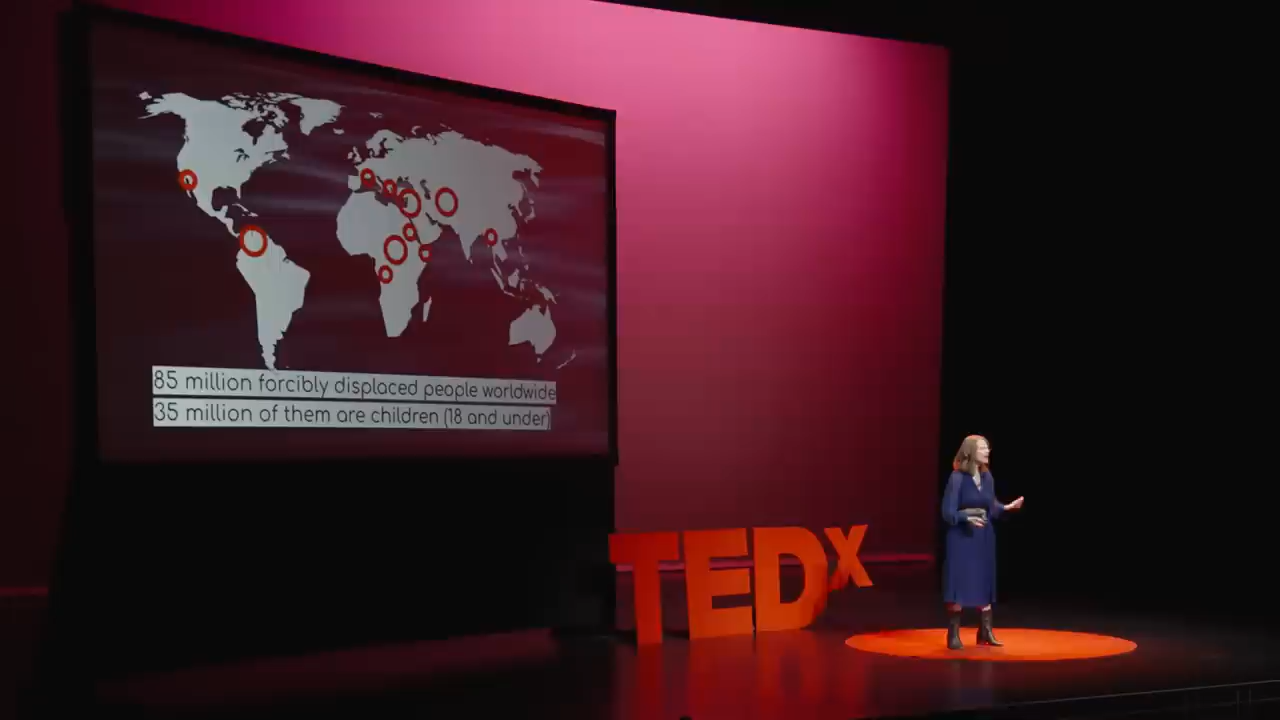 85 million forcibly displaced people worldwide
35 million of them are children (18 and under)
TEDx